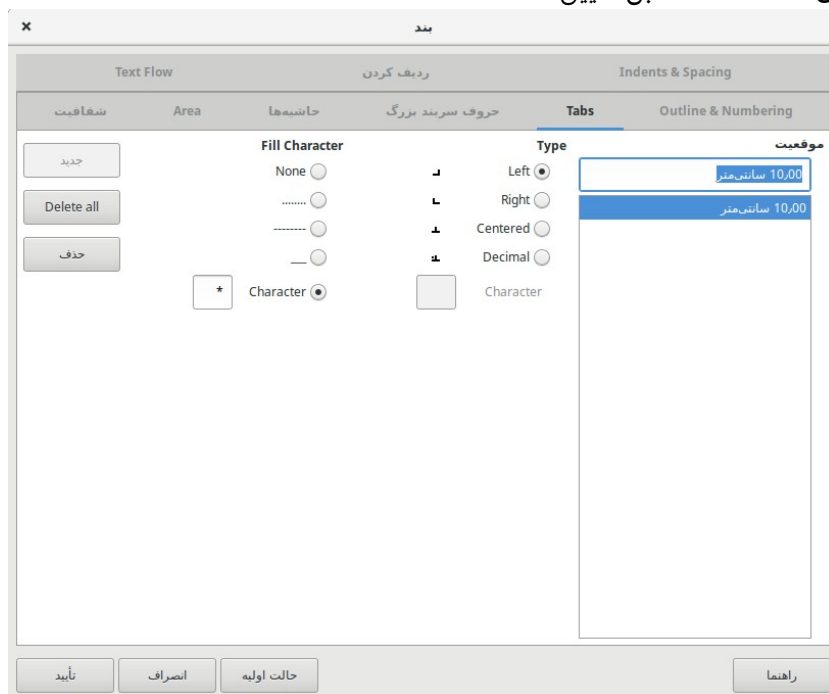 بند
Indents & Spacing ردیف کردن Text Flow
Outline & Numbering Tabs حروف سربند بزرگ حاشیه‌ها Area شفافیت
موقعیت Type Fill Character
10٫00 سانتی‌متر Left None جدید
10٫00 سانتی‌متر Right ........ Delete all
Centered --------
Decimal __ حذف
Character Character *
راهنما حالت اولیه انصراف تأیید